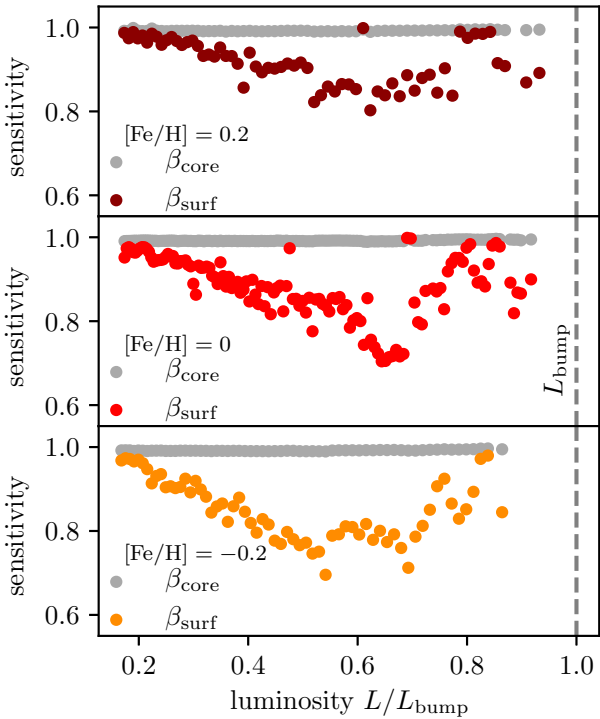 1.0
0.8
0.6
sensitivity
[Fe/H] = 0.2
β_core
β_surf
1.0
0.8
0.6
sensitivity
[Fe/H] = 0
β_core
β_surf
L_bump
1.0
0.8
0.6
sensitivity
[Fe/H] = −0.2
β_core
β_surf
0.2 0.4 0.6 0.8 1.0
luminosity L/L_bump